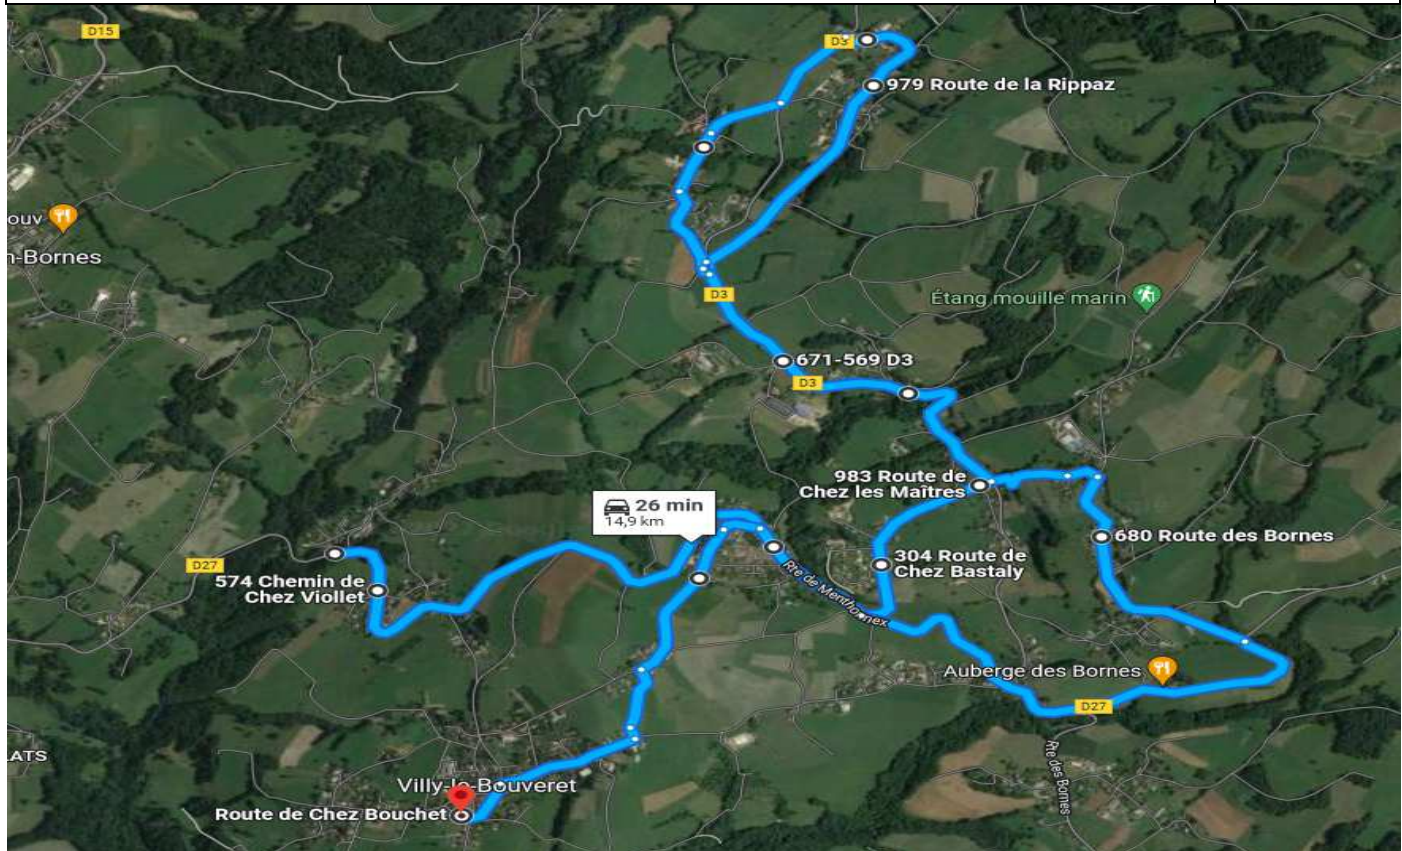 D15
D3
979 Route de la Rippaz
ouv
n-Bornes
D3
Étang mouille marin
671-569 D3
D3
983 Route de
Chez les Maîtres
26 min
14,9 km
680 Route des Bornes
304 Route de
Chez Bastaly
D27
574 Chemin de
Chez Viollet
Rte de Menthonnex
Auberge des Bornes
D27
Rte des Bornes
ATS
Villy-le-Bouveret
Route de Chez Bouchet